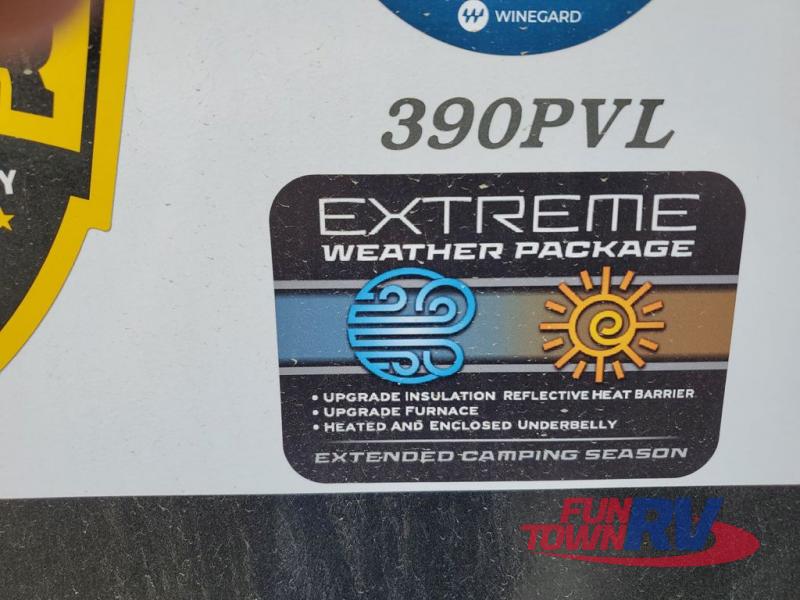 WINEGARD
390PVL
Y
EXTREME
WEATHER PACKAGE
• UPGRADE INSULATION REFLECTIVE HEAT BARRIER
• UPGRADE FURNACE
• HEATED AND ENCLOSED UNDERBELLY
EXTENDED CAMPING SEASON
FUN TOWN RV